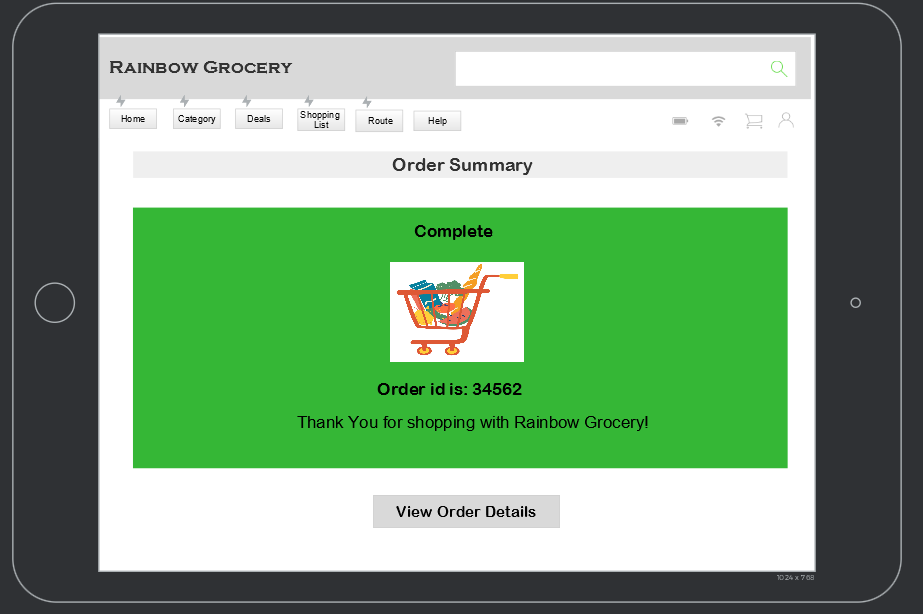 Rainbow Grocery
Home
Category
Deals
Shopping
List
Route
Help
Order Summary
Complete
Order id is: 34562
Thank You for shopping with Rainbow Grocery!
View Order Details
1024 x 768